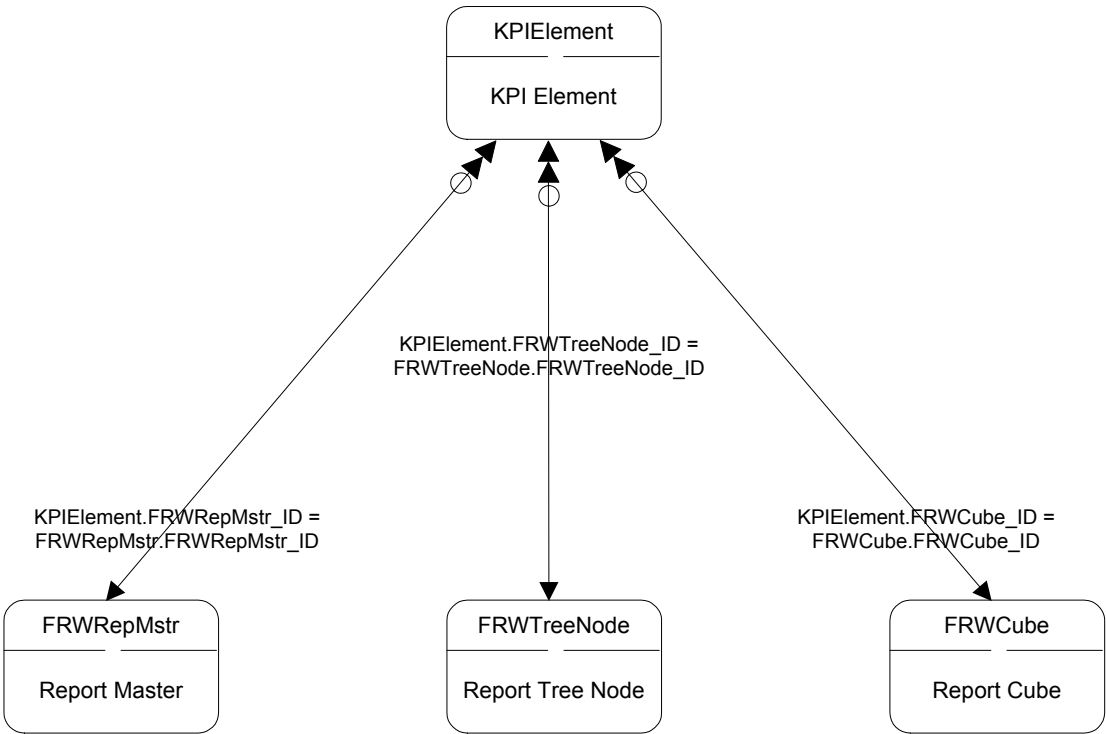 KPIElement
KPI Element
KPIElement.FRWTreeNode_ID =
FRWTreeNode.FRWTreeNode_ID
KPIElement.FRWRepMstr_ID =
FRWRepMstr.FRWRepMstr_ID
KPIElement.FRWCube_ID =
FRWCube.FRWCube_ID
FRWRepMstr
Report Master
FRWTreeNode
Report Tree Node
FRWCube
Report Cube